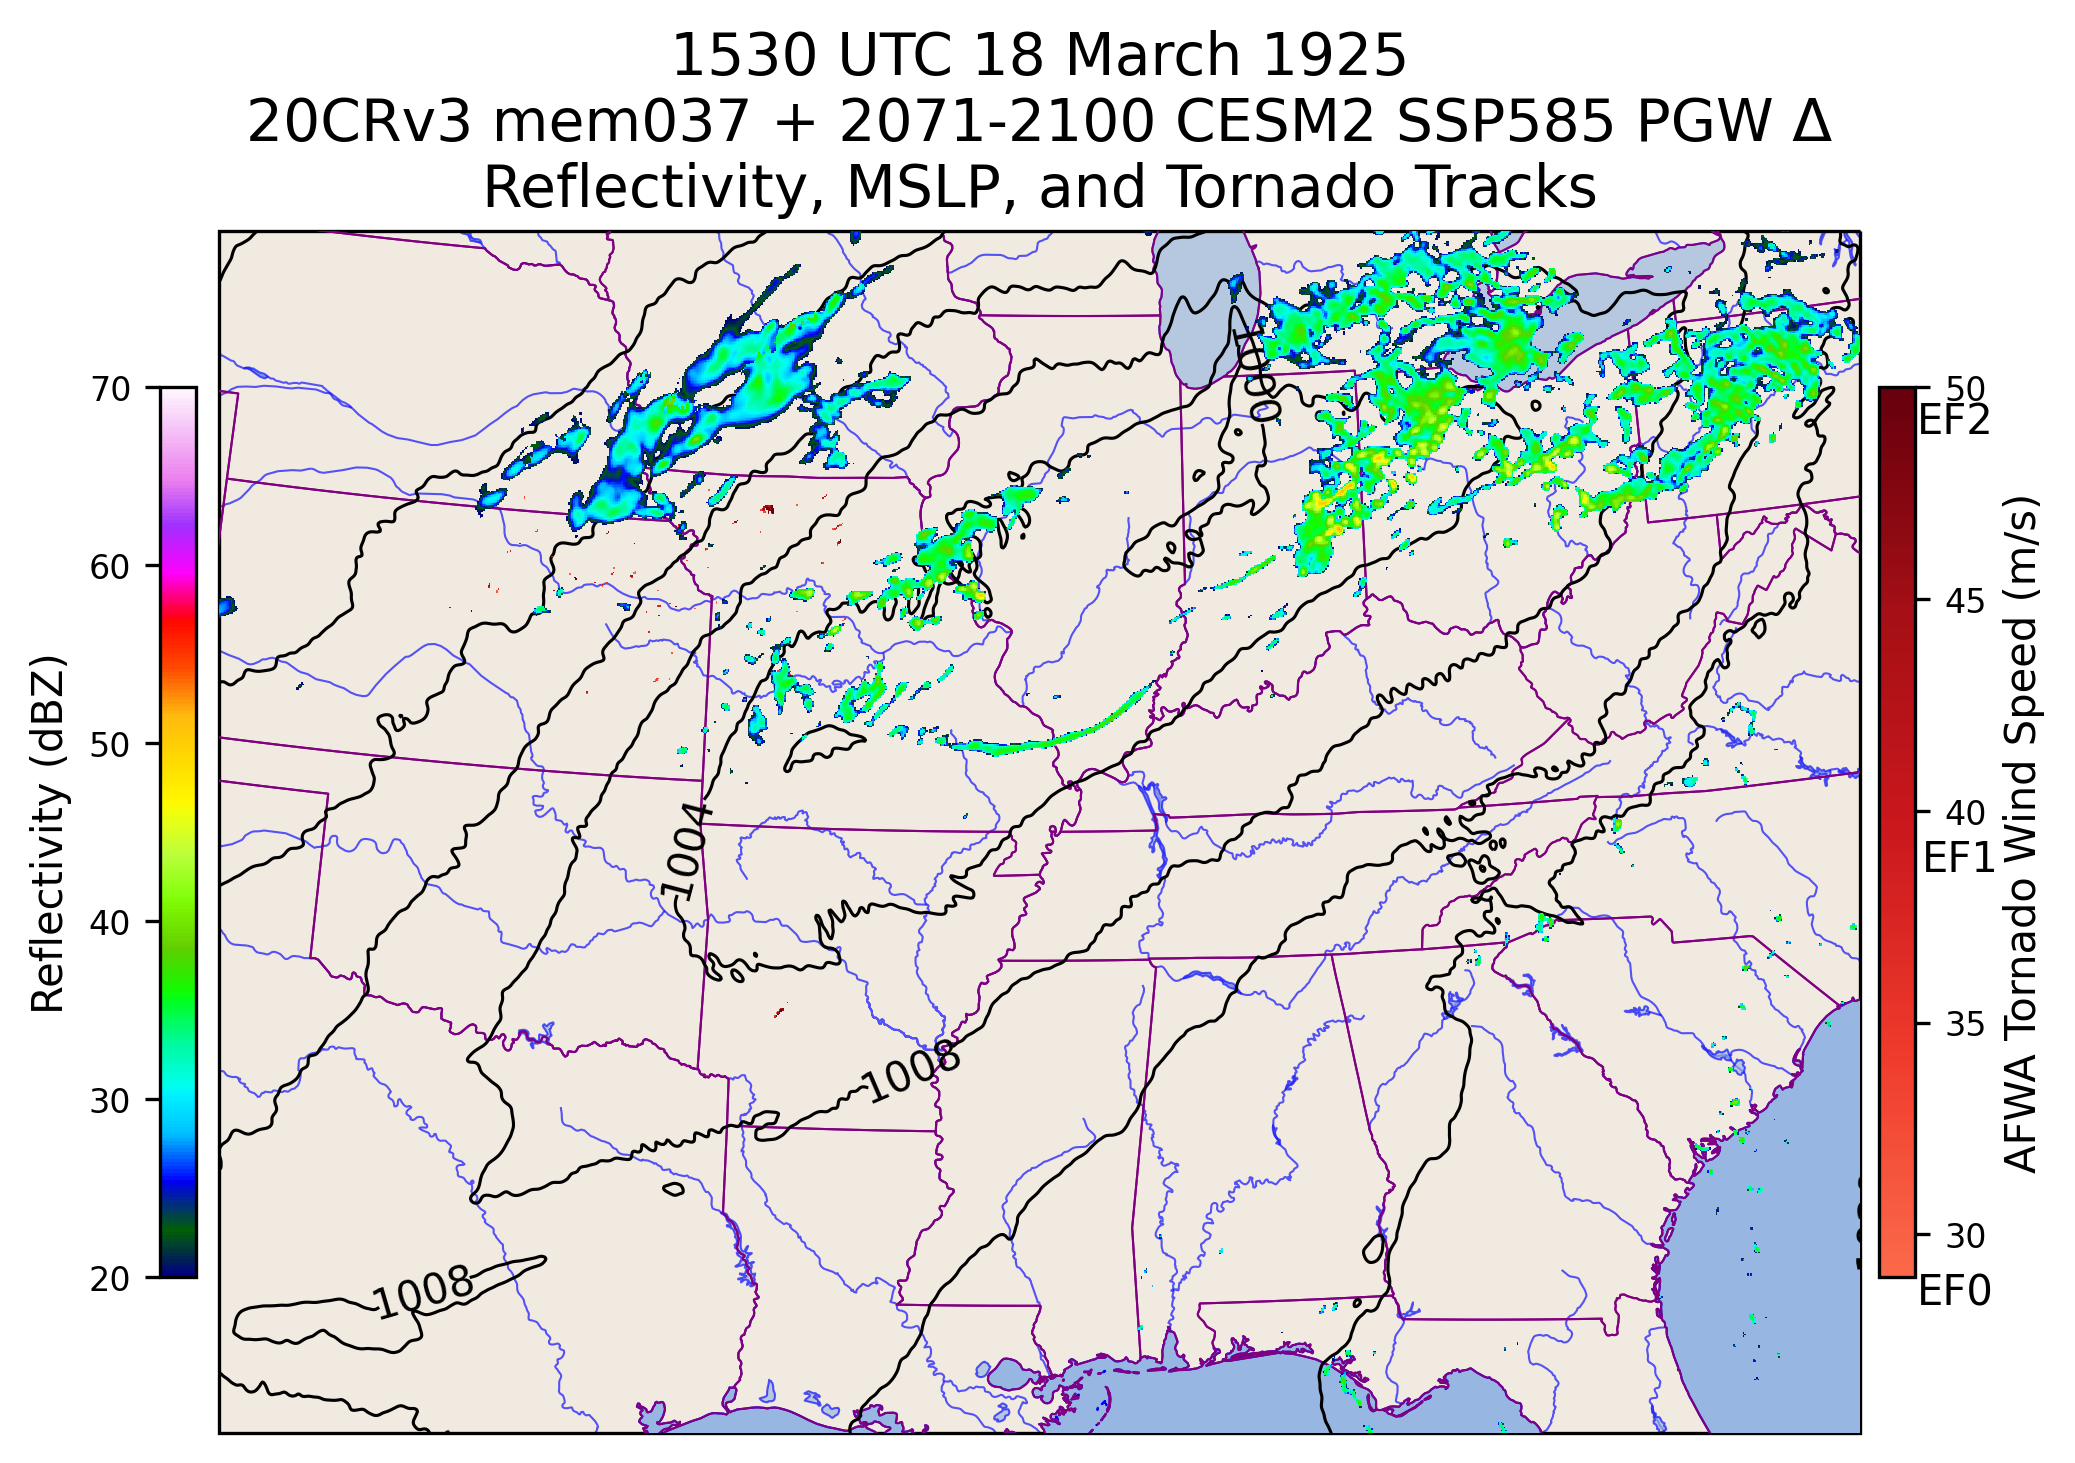 1530 UTC 18 March 1925
20CRv3 mem037 + 2071-2100 CESM2 SSP585 PGW Δ
Reflectivity, MSLP, and Tornado Tracks
70
60
50
40
30
20
Reflectivity (dBZ)
1000
1004
1008
1008
50
EF2
45
40
EF1
35
30
EF0
AFWA Tornado Wind Speed (m/s)